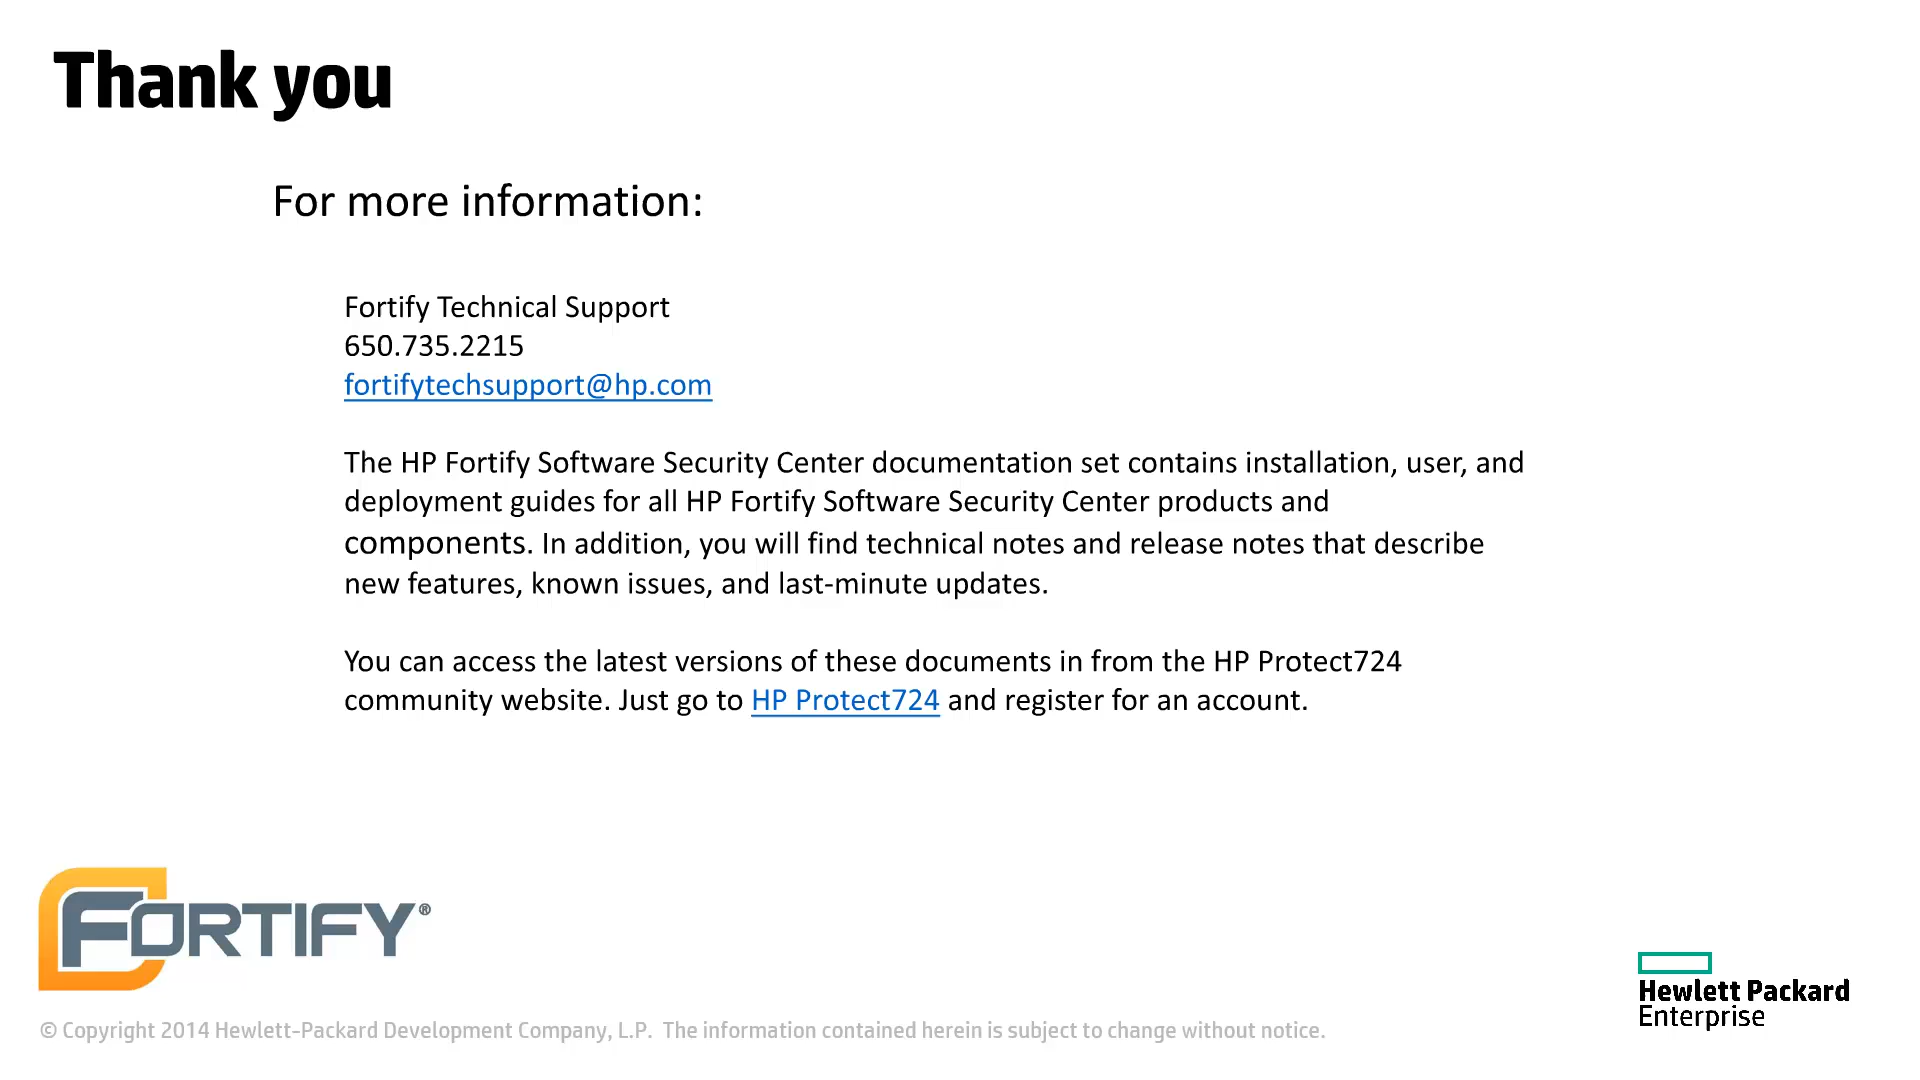 Thank you
For more information:
Fortify Technical Support
650.735.2215
fortifytechsupport@hp.com
The HP Fortify Software Security Center documentation set contains installation, user, and
deployment guides for all HP Fortify Software Security Center products and
components. In addition, you will find technical notes and release notes that describe
new features, known issues, and last-minute updates.
You can access the latest versions of these documents in from the HP Protect724
community website. Just go to HP Protect724 and register for an account.
FORTIFY®
Hewlett Packard
Enterprise
© Copyright 2014 Hewlett-Packard Development Company, L.P. The information contained herein is subject to change without notice.